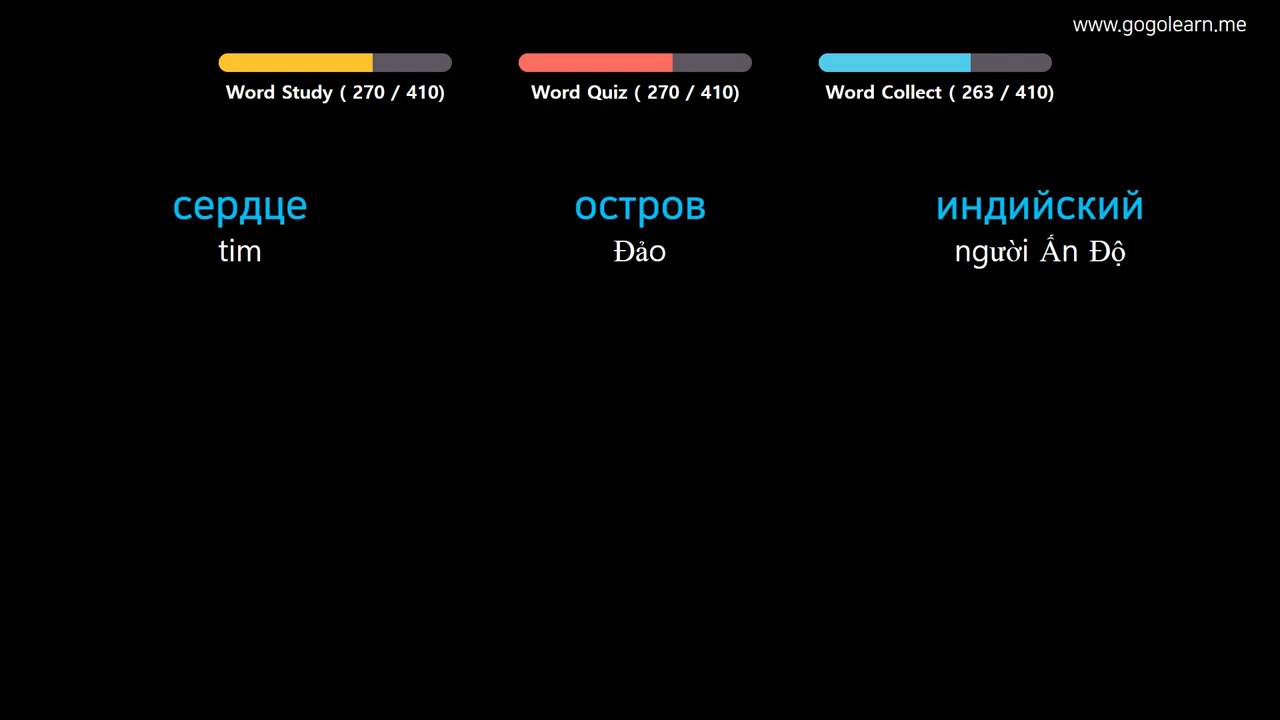 www.gogolearn.me
Word Study ( 270 / 410)
Word Quiz ( 270 / 410)
Word Collect ( 263 / 410)
сердце
tim
остров
Đảo
индийский
người Ấn Độ